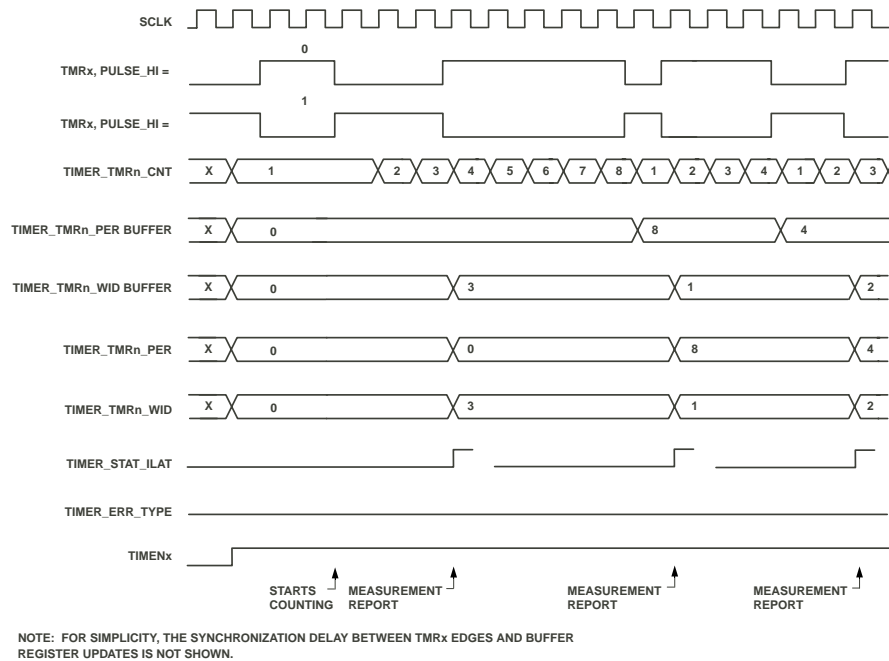 SCLK
0
TMRx, PULSE_HI =
1
TMRx, PULSE_HI =
TIMER_TMRn_CNT X 1 2 3 4 5 6 7 8 1 2 3 4 1 2 3
TIMER_TMRn_PER BUFFER X 0 8 4
TIMER_TMRn_WID BUFFER X 0 3 1 2
TIMER_TMRn_PER X 0 0 8 4
TIMER_TMRn_WID X 0 3 1 2
TIMER_STAT_ILAT
TIMER_ERR_TYPE
TIMENx
STARTS COUNTING
MEASUREMENT REPORT
MEASUREMENT REPORT
MEASUREMENT REPORT
NOTE: FOR SIMPLICITY, THE SYNCHRONIZATION DELAY BETWEEN TMRx EDGES AND BUFFER
REGISTER UPDATES IS NOT SHOWN.